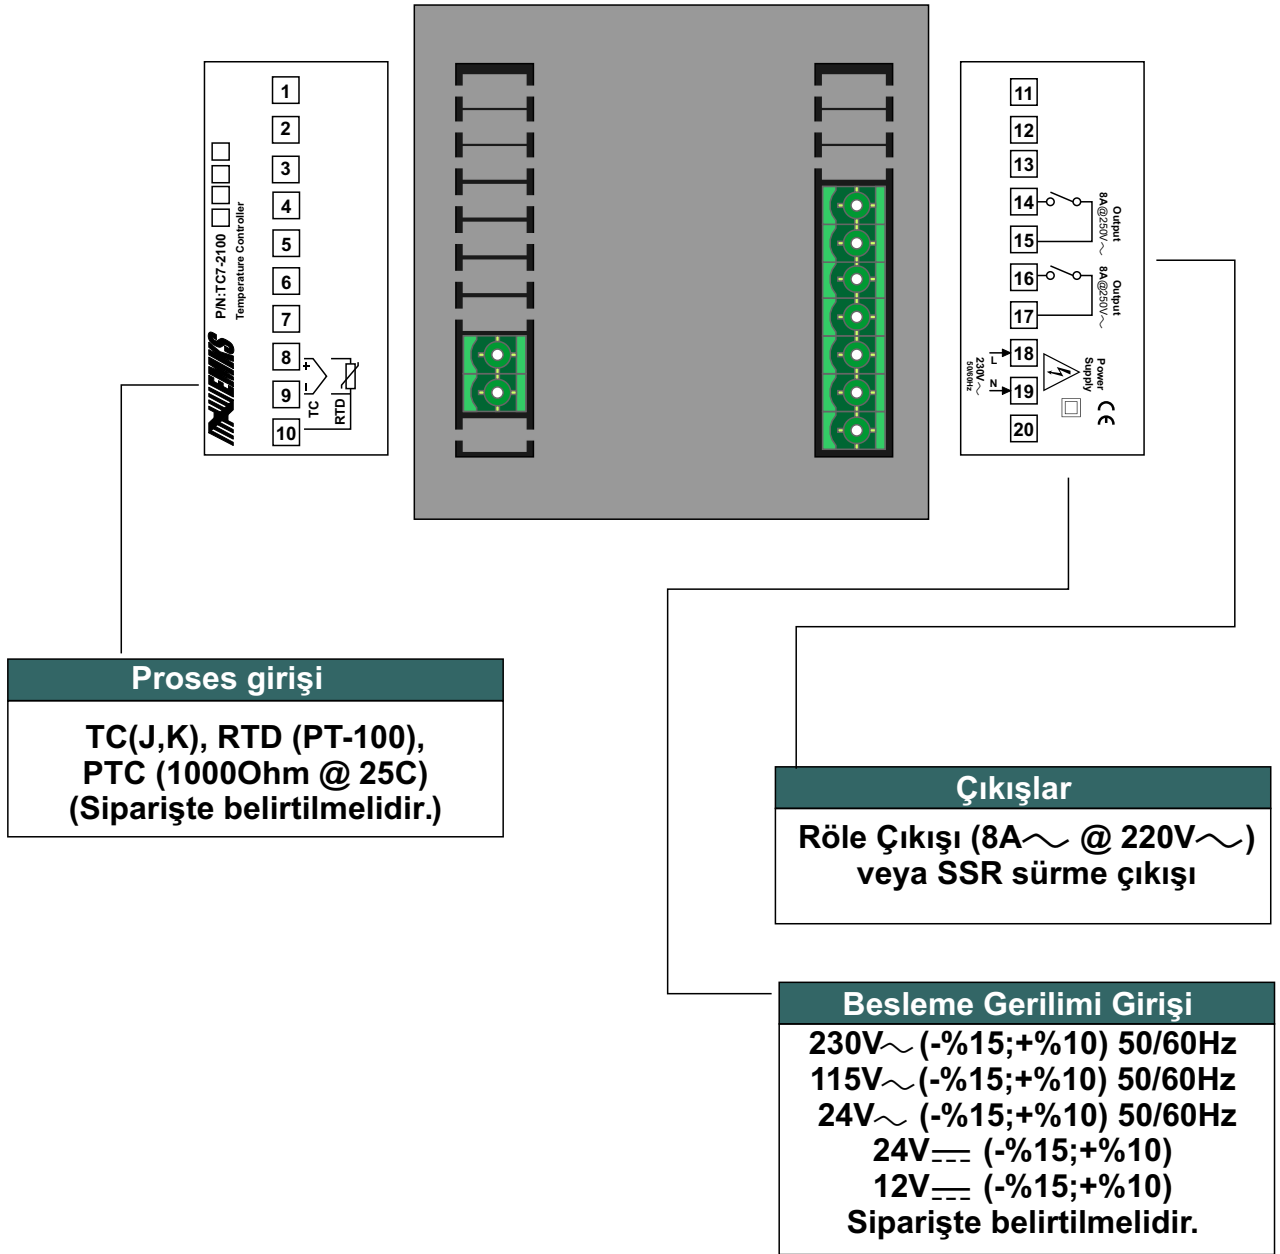 P/N:TC7-2100
Temperature Controller
EMKS
1
2
3
4
5
6
7
8
9
10
+
-
TC
RTD
11
12
13
14
15
16
17
18
19
20
Output
8A@250V～
Output
8A@250V～
Power
Supply
L
N
230V～
50/60Hz
CE
Proses girişi
TC(J,K), RTD (PT-100),
PTC (1000Ohm @ 25C)
(Siparişte belirtilmelidir.)
Çıkışlar
Röle Çıkışı (8A～ @ 220V～)
veya SSR sürme çıkışı
Besleme Gerilimi Girişi
230V～ (-%15;+%10) 50/60Hz
115V～ (-%15;+%10) 50/60Hz
24V～ (-%15;+%10) 50/60Hz
24V⎓ (-%15;+%10)
12V⎓ (-%15;+%10)
Siparişte belirtilmelidir.